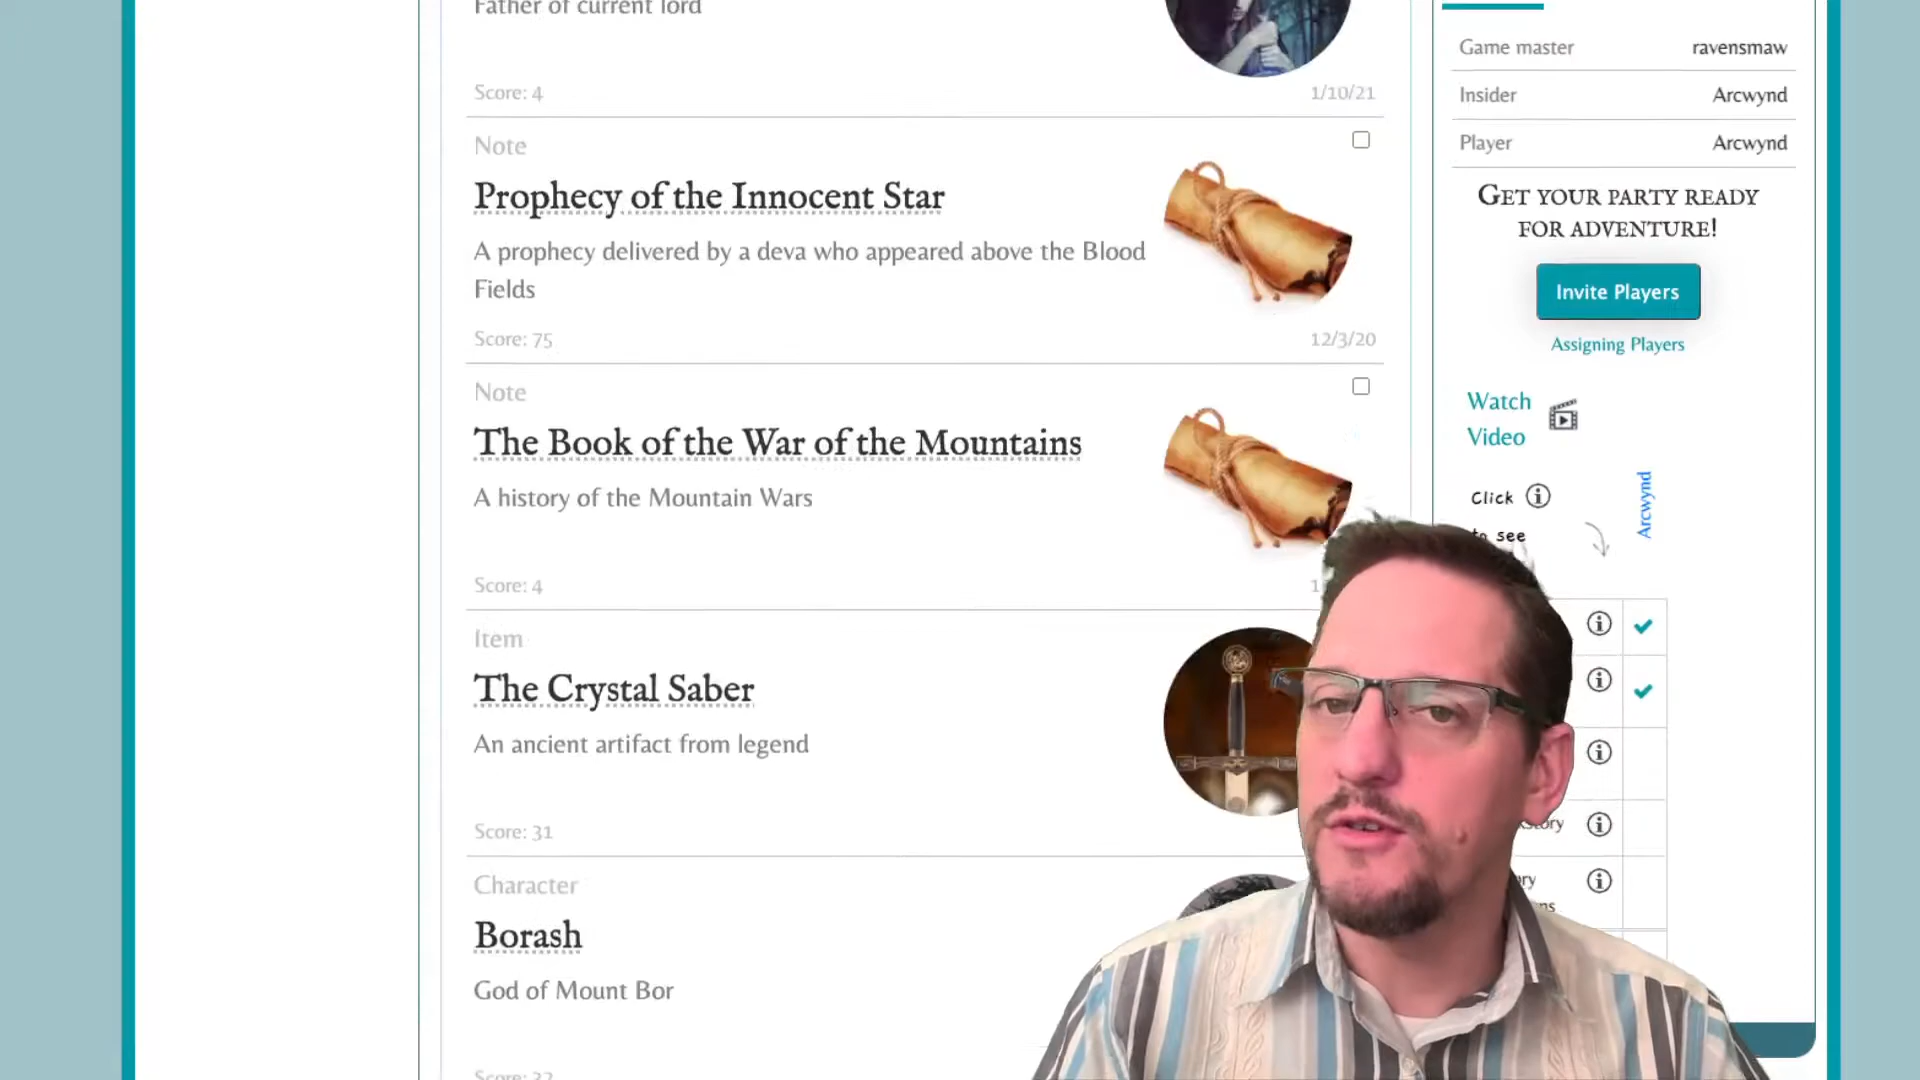 Father of current lord
Score: 4
1/10/21
Note
Prophecy of the Innocent Star
A prophecy delivered by a deva who appeared above the Blood
Fields
Score: 75
12/3/20
Note
The Book of the War of the Mountains
A history of the Mountain Wars
Score: 4
Item
The Crystal Saber
An ancient artifact from legend
Score: 31
Character
Borash
God of Mount Bor
Score: 32
Game master
ravensmaw
Insider
Arcwynd
Player
Arcwynd
GET YOUR PARTY READY
FOR ADVENTURE!
Invite Players
Assigning Players
Watch
Video
Click
to see
Arcwynd